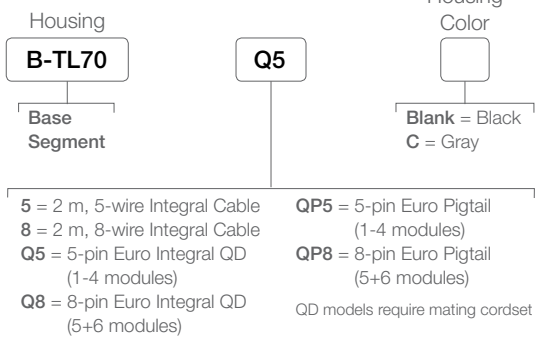 Housing
Housing
Color
B-TL70
Q5
Base
Segment
Blank = Black
C = Gray
5 = 2 m, 5-wire Integral Cable
8 = 2 m, 8-wire Integral Cable
Q5 = 5-pin Euro Integral QD
(1-4 modules)
Q8 = 8-pin Euro Integral QD
(5+6 modules)
QP5 = 5-pin Euro Pigtail
(1-4 modules)
QP8 = 8-pin Euro Pigtail
(5+6 modules)
QD models require mating cordset